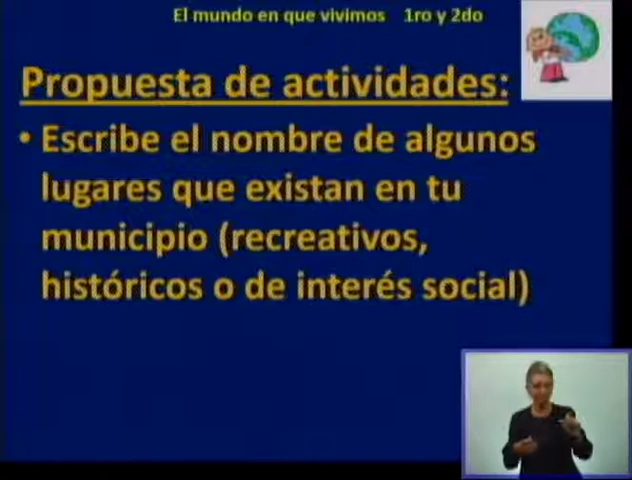 El mundo en que vivimos 1ro y 2do
Propuesta de actividades:
• Escribe el nombre de algunos
lugares que existan en tu
municipio (recreativos,
históricos o de interés social)